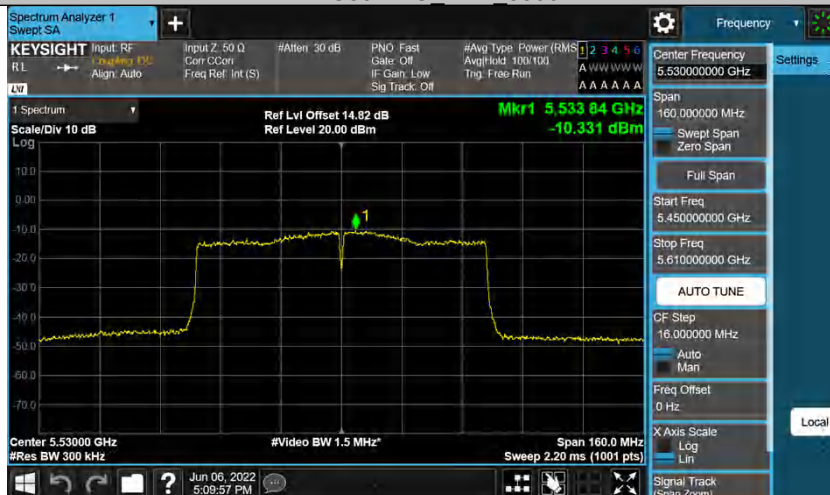 Spectrum Analyzer 1
Swept SA
+
Frequency
KEYSIGHT
Input: RF
Input Z: 50 Ω
#Atten: 30 dB
PNO: Fast
#Avg Type: Power (RMS
1 2 3 4 5 6
RL
Coupling: DC
Corr CCorr
Gate: Off
Avg|Hold: 100/100
A W W W W W
Align: Auto
Freq Ref: Int (S)
IF Gain: Low
Trig: Free Run
Sig Track: Off
A A A A A A
LXI
1 Spectrum
Ref Lvl Offset 14.82 dB
Mkr1 5.533 84 GHz
Scale/Div 10 dB
Ref Level 20.00 dBm
-10.331 dBm
Log
10.0
0.00
-10.0
-20.0
-30.0
-40.0
-50.0
-60.0
-70.0
1
Center 5.53000 GHz
#Video BW 1.5 MHz*
Span 160.0 MHz
#Res BW 300 kHz
Sweep 2.20 ms (1001 pts)
Jun 06, 2022
5:09:57 PM
?
Center Frequency
5.530000000 GHz
Settings
Span
160.000000 MHz
Swept Span
Zero Span
Full Span
Start Freq
5.450000000 GHz
Stop Freq
5.610000000 GHz
AUTO TUNE
CF Step
16.000000 MHz
Auto
Man
Freq Offset
0 Hz
Local
X Axis Scale
Log
Lin
Signal Track
(Span Zoom)